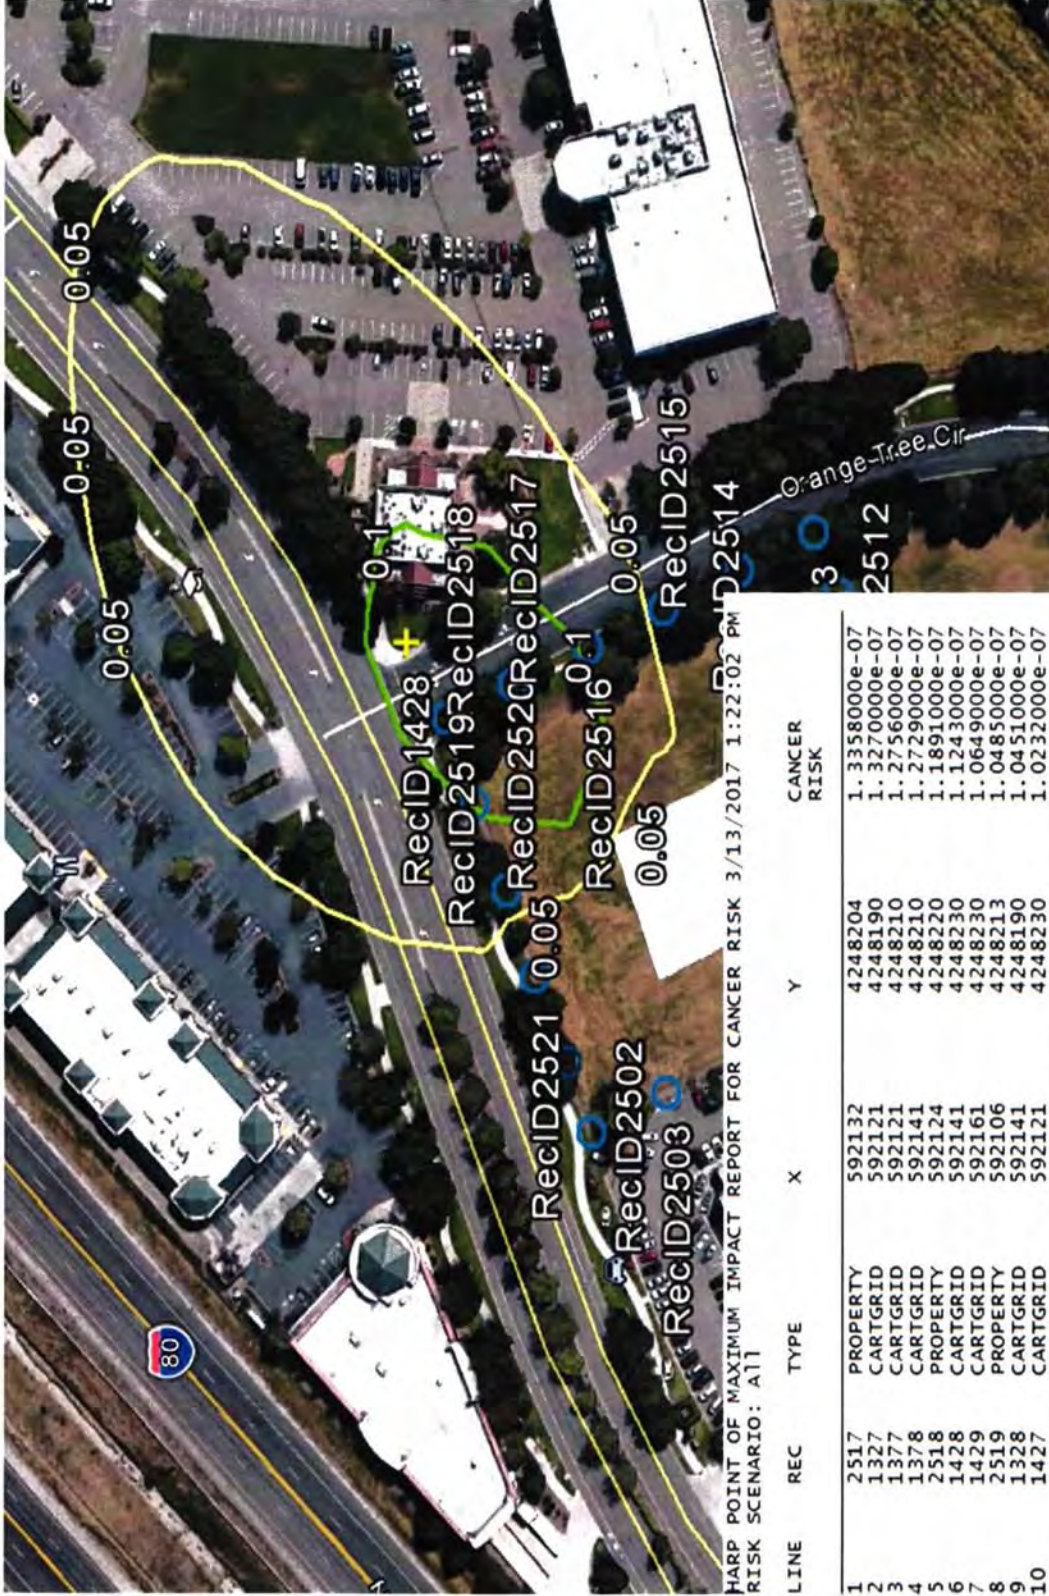 0.05
0.05
0.05
0.05
0.1
RecID1428
RecID2519RecID2518
RecID2520RecID2517
0.1
RecID2516
0.05
0.05
RecID2515
RecID2521
0.05
RecID2514
RecID2502
RecID2503
3
2512
Orange-Tree Cir
80
HARP POINT OF MAXIMUM IMPACT REPORT FOR CANCER RISK 3/13/2017 1:22:02 PM
RISK SCENARIO: All
LINE REC TYPE X Y CANCER
RISK
1 2517 PROPERTY 592132 4248204 1.3358000e-07
2 1327 CARTGRID 592121 4248190 1.3270000e-07
3 1377 CARTGRID 592121 4248210 1.2756000e-07
4 1378 CARTGRID 592141 4248210 1.2729000e-07
5 2518 PROPERTY 592124 4248220 1.1891000e-07
6 1428 CARTGRID 592141 4248230 1.1243000e-07
7 1429 CARTGRID 592161 4248230 1.0649000e-07
8 2519 PROPERTY 592106 4248213 1.0485000e-07
9 1328 CARTGRID 592141 4248190 1.0451000e-07
10 1427 CARTGRID 592121 4248230 1.0232000e-07